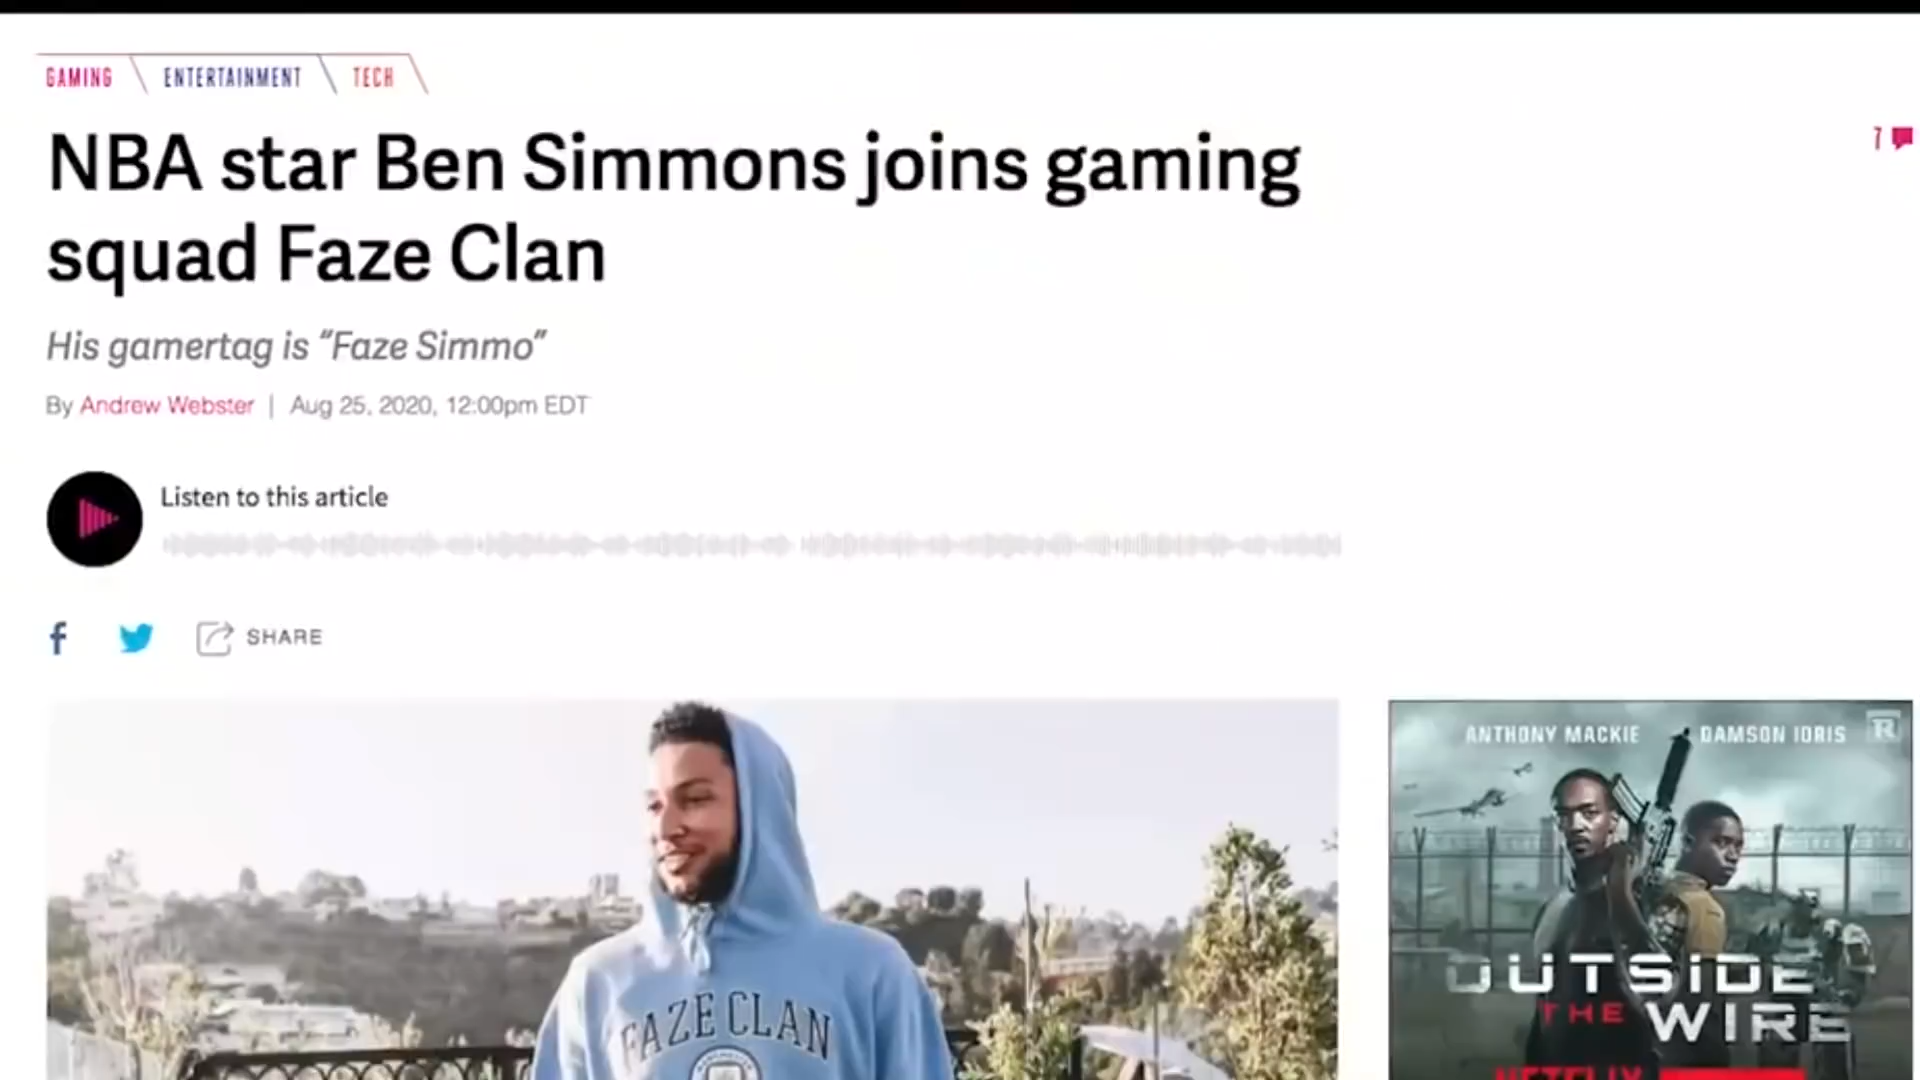 GAMING
ENTERTAINMENT
TECH
NBA star Ben Simmons joins gaming
squad Faze Clan
7
His gamertag is “Faze Simmo”
By Andrew Webster | Aug 25, 2020, 12:00pm EDT
Listen to this article
SHARE
ANTHONY MACKIE
DAMSON IDRIS
R
FAZE CLAN
MANCHESTER
OUTSIDE
THE
WIRE
NETFLIX